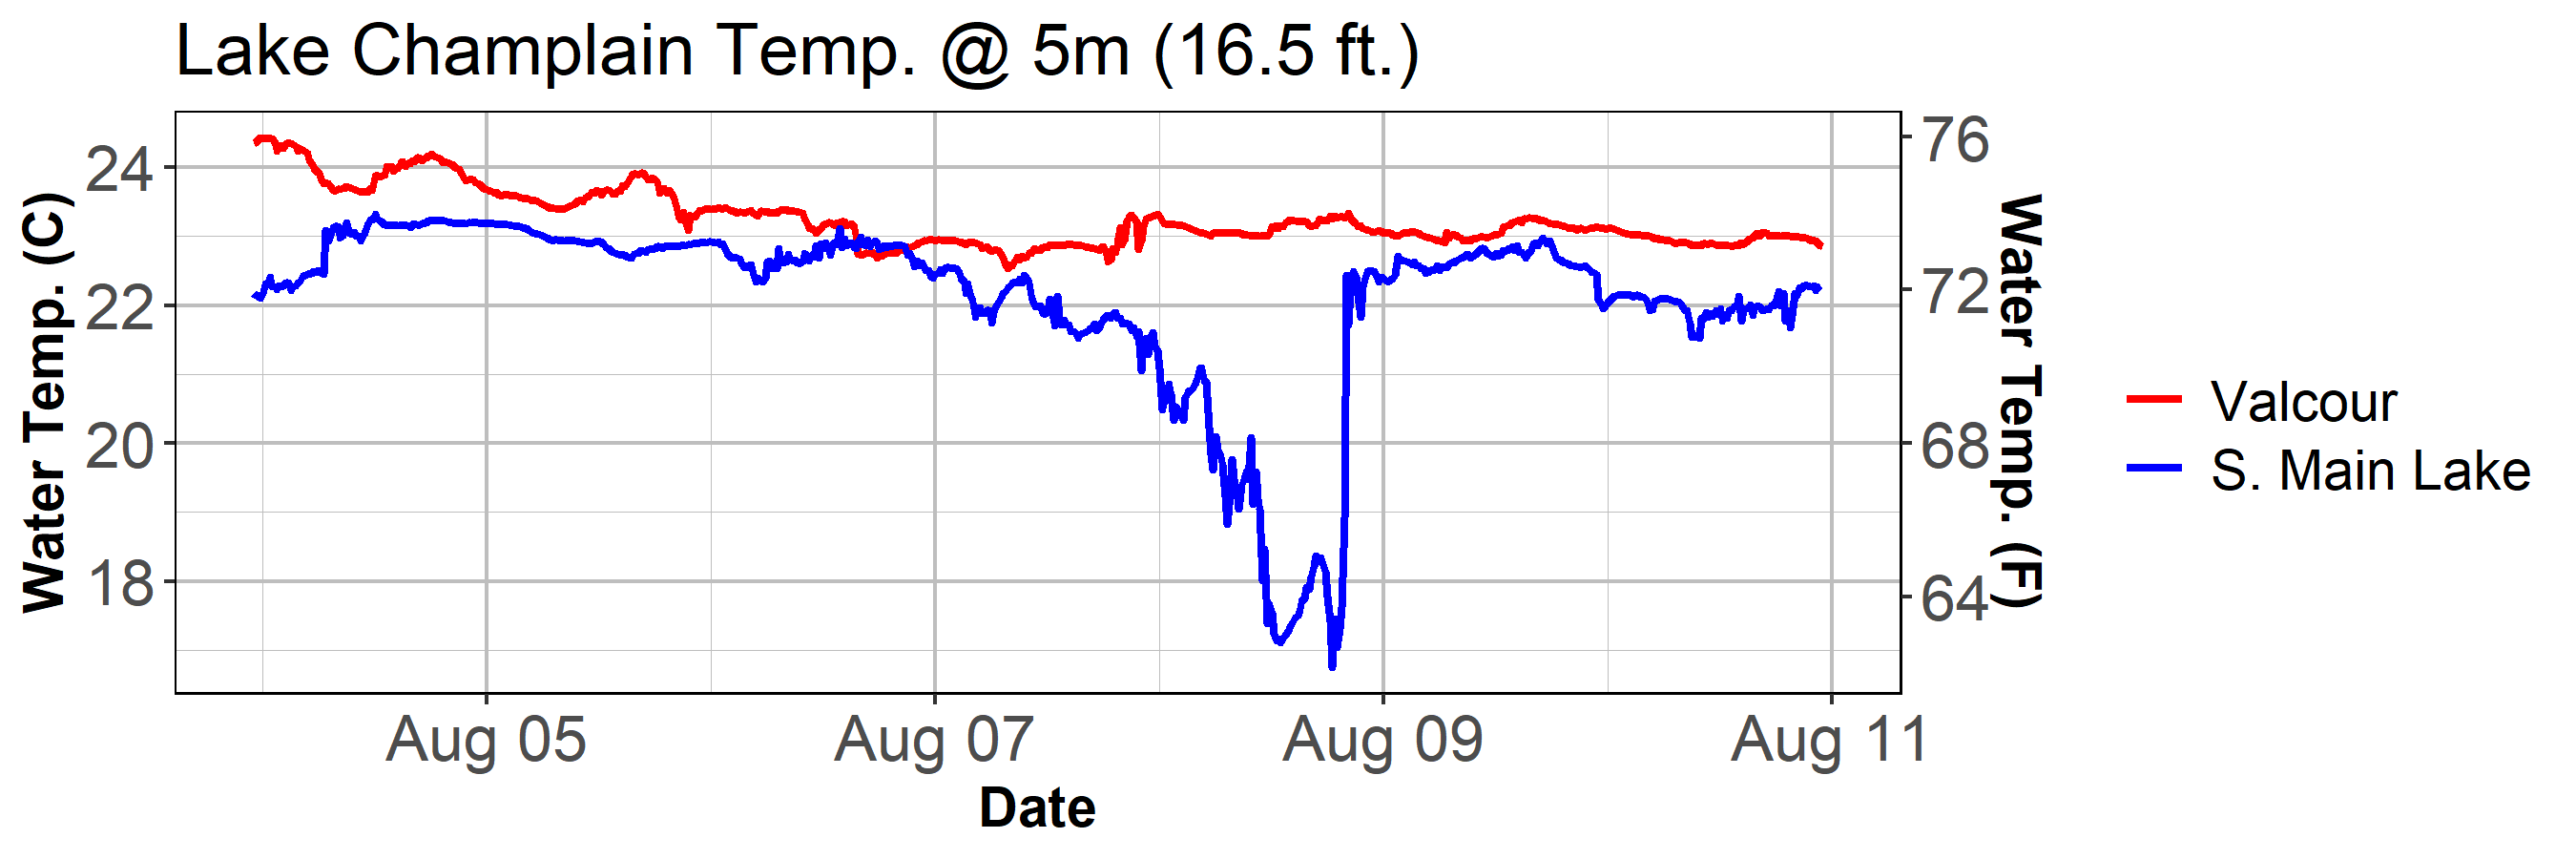 Lake Champlain Temp. @ 5m (16.5 ft.)
Water Temp. (C)
24
22
20
18
76
72
68
64
Water Temp. (F)
Aug 05
Aug 07
Aug 09
Aug 11
Date
Valcour
S. Main Lake